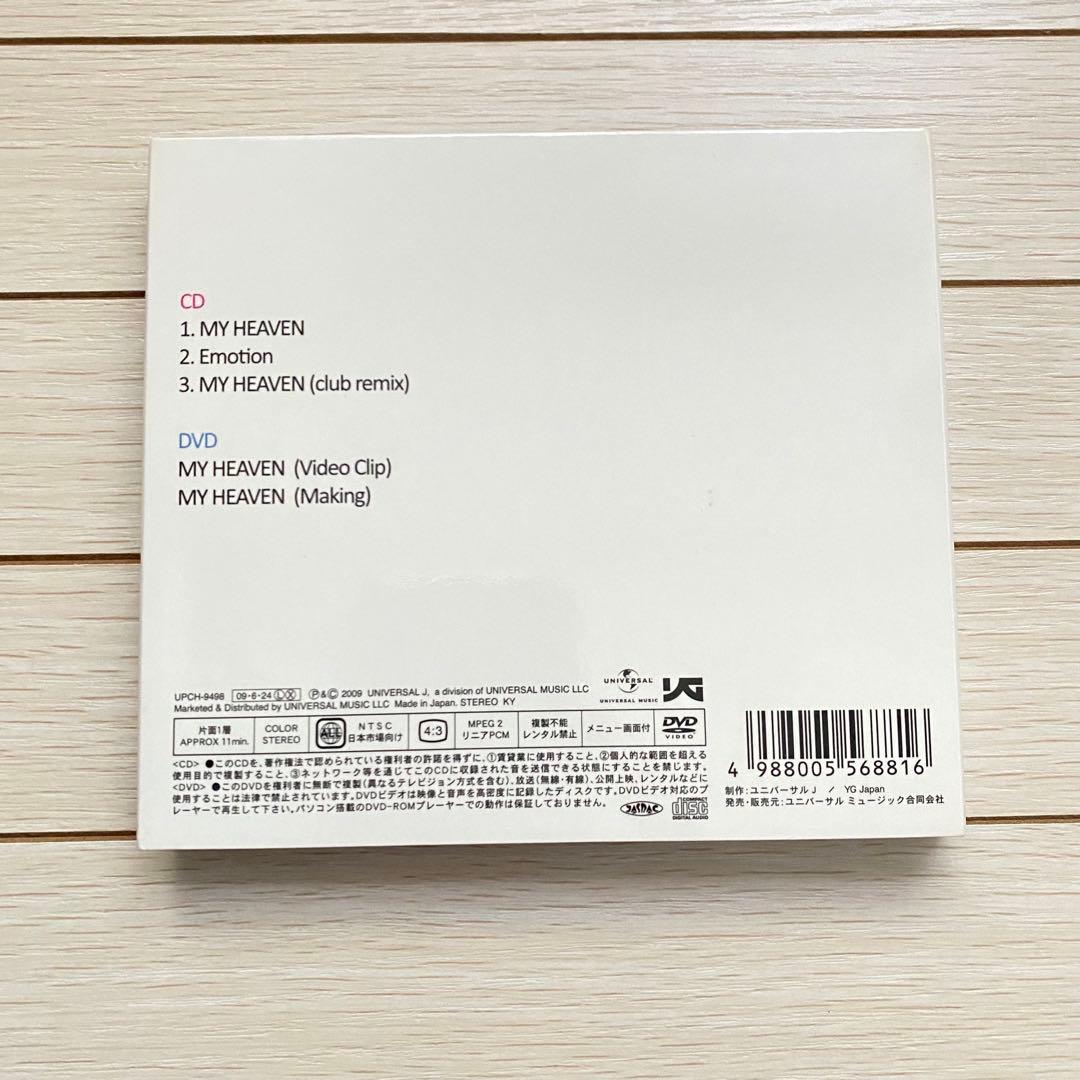 CD
1. MY HEAVEN
2. Emotion
3. MY HEAVEN (club remix)
DVD
MY HEAVEN (Video Clip)
MY HEAVEN (Making)
UPCH-9498 09・6・24 Ⓛ Ⓧ Ⓟ&© 2009 UNIVERSAL J, a division of UNIVERSAL MUSIC LLC
Marketed & Distributed by UNIVERSAL MUSIC LLC Made in Japan. STEREO KY
UNIVERSAL
UNIVERSAL MUSIC
YG
片面1層
APPROX 11min.
COLOR
STEREO
ALL
NTSC
日本市場向け
4:3
MPEG 2
リニアPCM
複製不能
レンタル禁止
メニュー画面付
DVD
VIDEO
<CD> ●このCDを、著作権法で認められている権利者の許諾を得ずに、①賃貸業に使用すること、②個人的な範囲を超える
使用目的で複製すること、③ネットワーク等を通じてこのCDに収録された音を送信できる状態にすることを禁じます。
<DVD> ●このDVDを権利者に無断で複製(異なるテレビジョン方式を含む)、放送(無線・有線)、公開上映、レンタルなどに
使用することは法律で禁止されています。DVDビデオは映像と音声を高密度に記録したディスクです。DVDビデオ対応のプレ
ーヤーで再生して下さい。パソコン搭載のDVD-ROMプレーヤーでの動作は保証しておりません。
JASRAC
COMPACT
disc
DIGITAL AUDIO
4 988005 568816
制作：ユニバーサル J ／ YG Japan
発売・販売元：ユニバーサル ミュージック合同会社